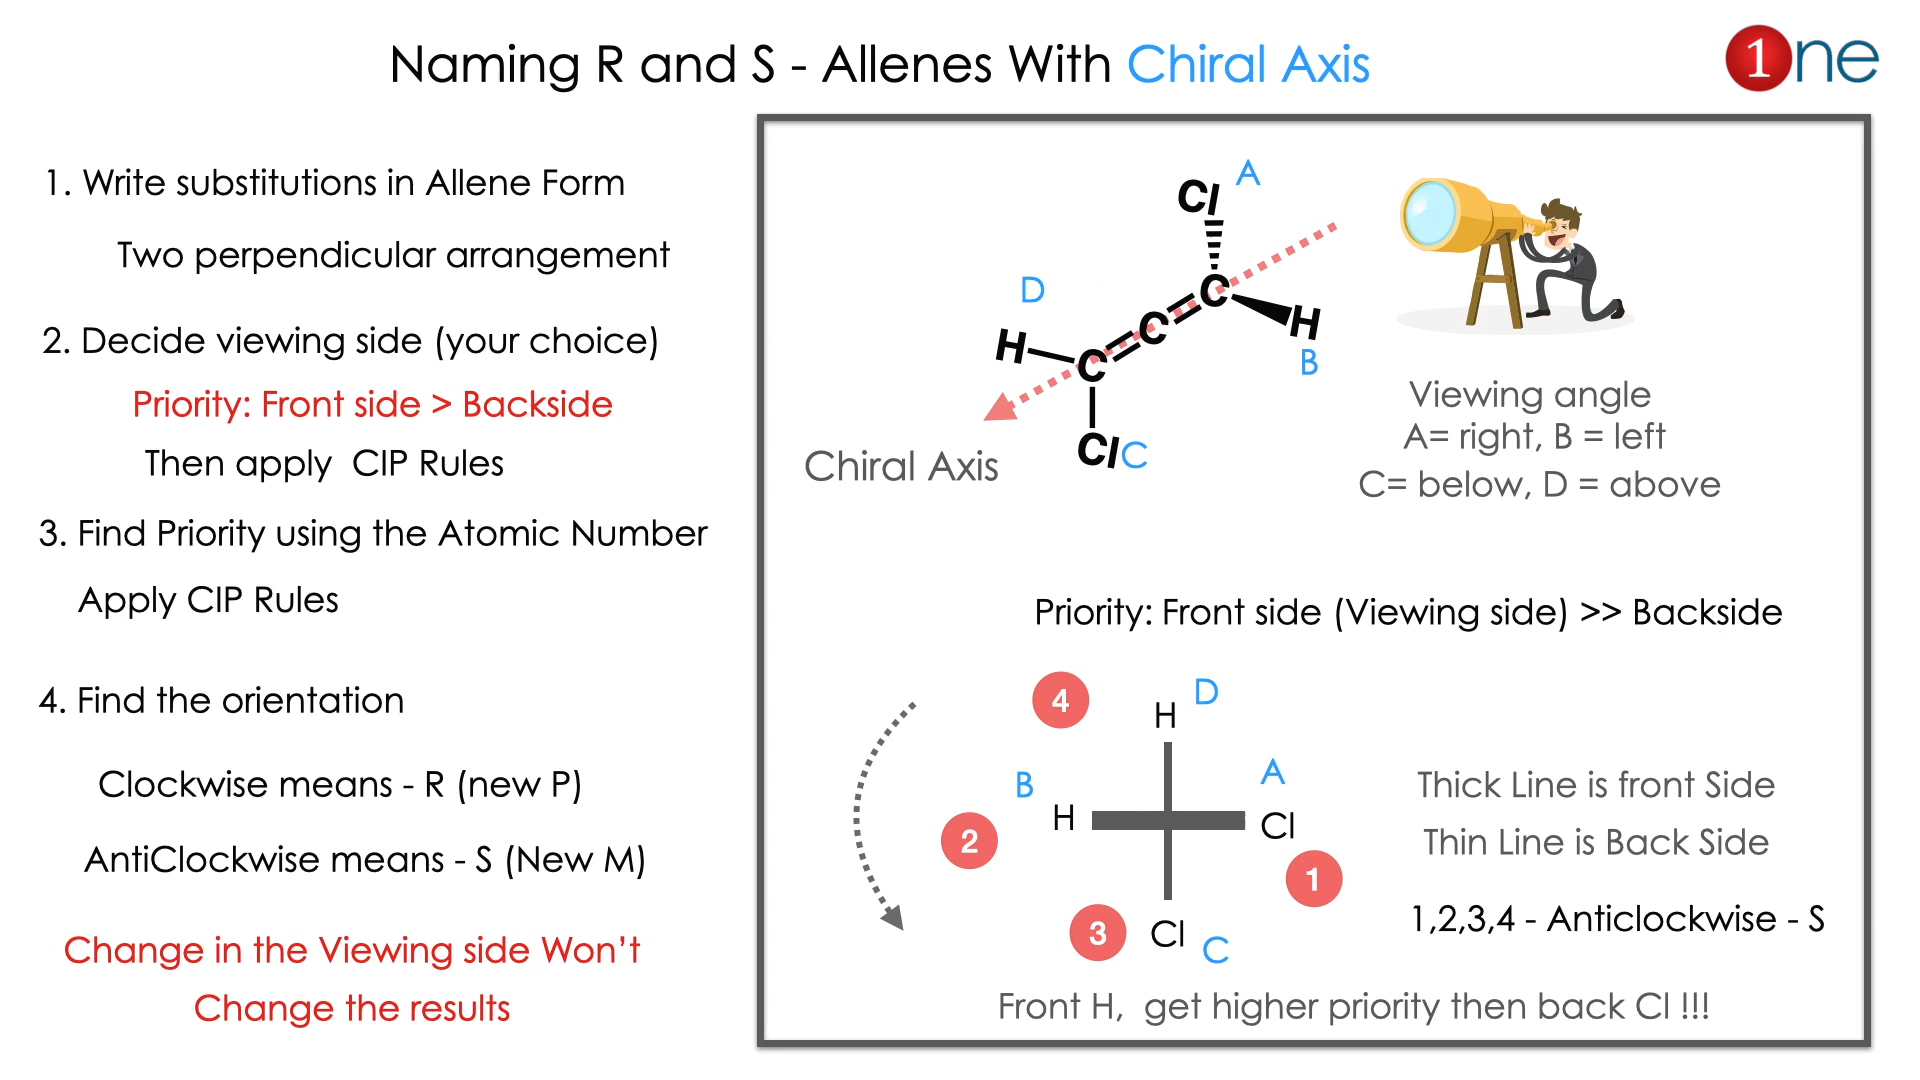 Naming R and S - Allenes With Chiral Axis
1ne
1. Write substitutions in Allene Form
Two perpendicular arrangement
2. Decide viewing side (your choice)
Priority: Front side > Backside
Then apply CIP Rules
3. Find Priority using the Atomic Number
Apply CIP Rules
4. Find the orientation
Clockwise means - R (new P)
AntiClockwise means - S (New M)
Change in the Viewing side Won't
Change the results
Cl A
D
C
H C C H
B
Cl C
Chiral Axis
Viewing angle
A= right, B = left
C= below, D = above
Priority: Front side (Viewing side) >> Backside
4 H D
B A
H Cl
2 1
3 Cl C
Thick Line is front Side
Thin Line is Back Side
1,2,3,4 - Anticlockwise - S
Front H, get higher priority then back Cl !!!